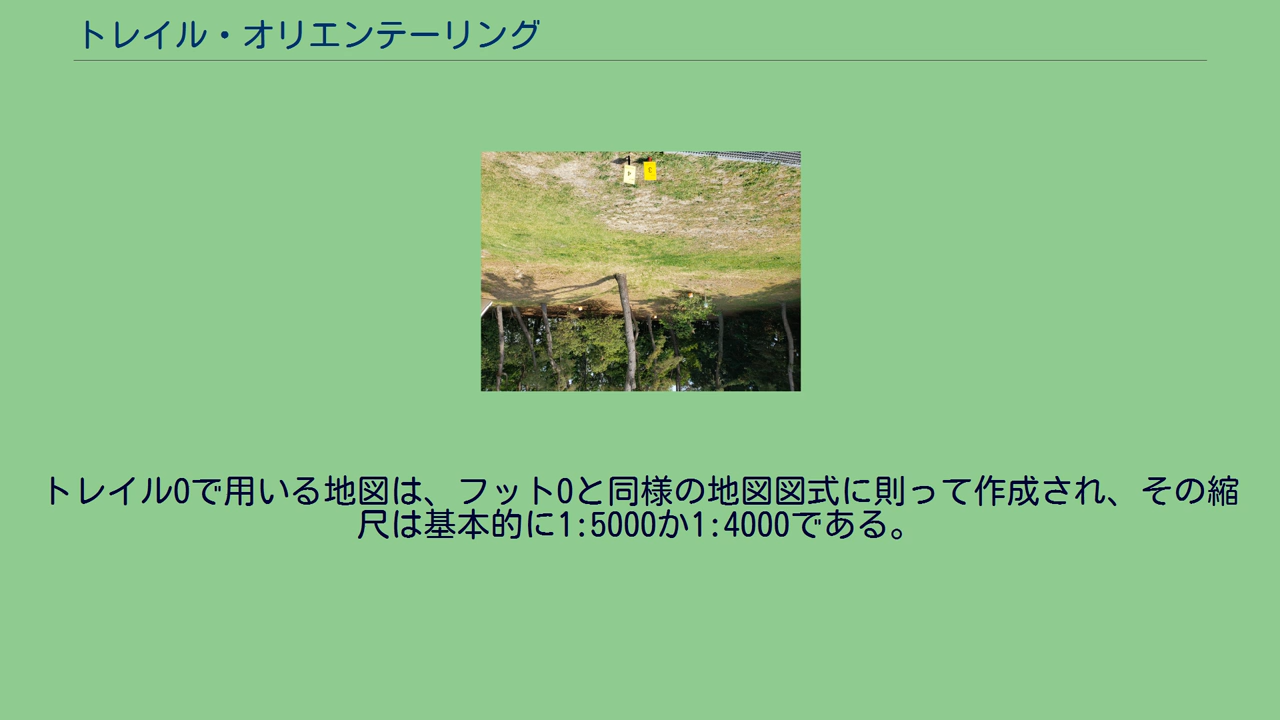 トレイル・オリエンテーリング
トレイルOで用いる地図は、フットOと同様の地図図式に則って作成され、その縮
尺は基本的に1:5000か1:4000である。